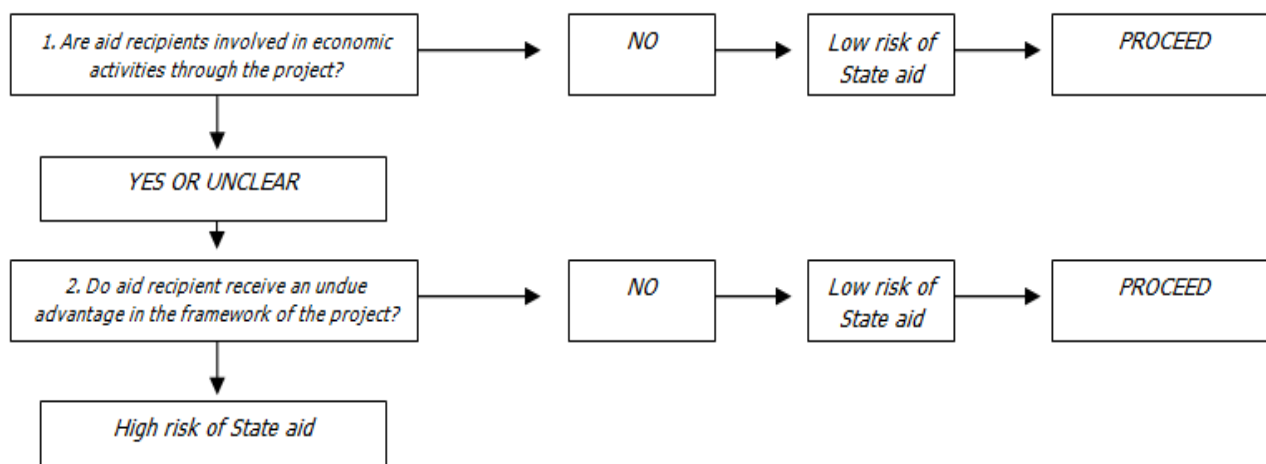 1. Are aid recipients involved in economic
activities through the project?
NO
Low risk of
State aid
PROCEED
YES OR UNCLEAR
2. Do aid recipient receive an undue
advantage in the framework of the project?
NO
Low risk of
State aid
PROCEED
High risk of State aid